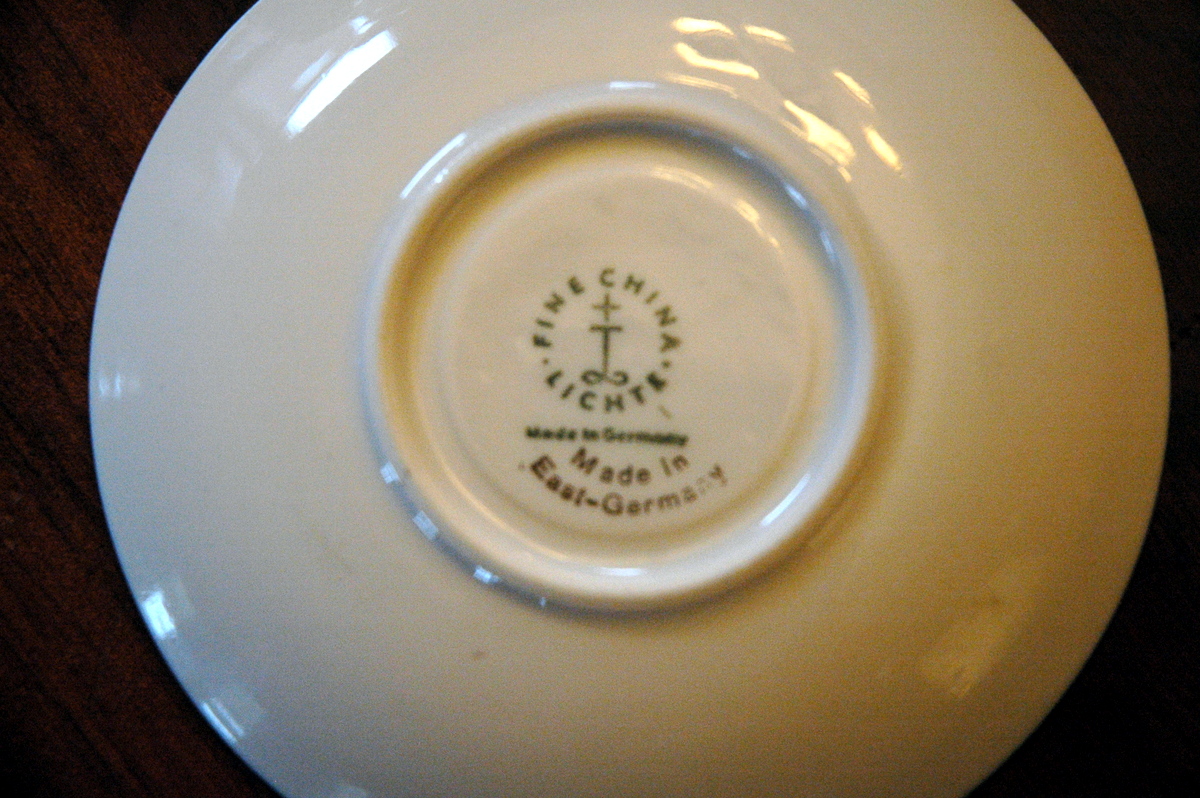 FINE CHINA
LICHTE
Made in Germany
Made in
East-Germany